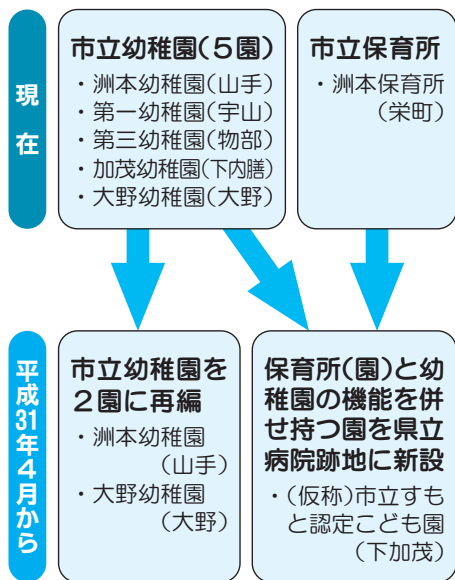 現在
市立幼稚園(5園)
・洲本幼稚園(山手)
・第一幼稚園(宇山)
・第三幼稚園(物部)
・加茂幼稚園(下内膳)
・大野幼稚園(大野)
市立保育所
・洲本保育所
(栄町)
平成31年4月から
市立幼稚園を
2園に再編
・洲本幼稚園
(山手)
・大野幼稚園
(大野)
保育所(園)と幼
稚園の機能を併
せ持つ園を県立
病院跡地に新設
・(仮称)市立すも
と認定こども園
(下加茂)